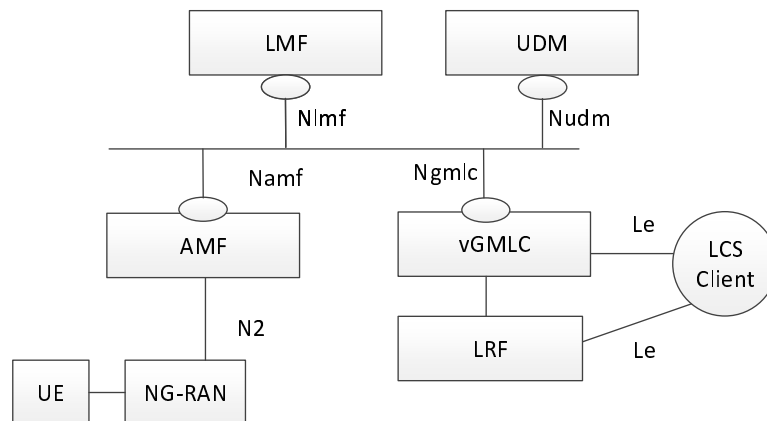 LMF
UDM
Nlmf
Nudm
Namf
Ngmlc
AMF
vGMLC
Le
LCS
Client
N2
LRF
Le
UE
NG-RAN